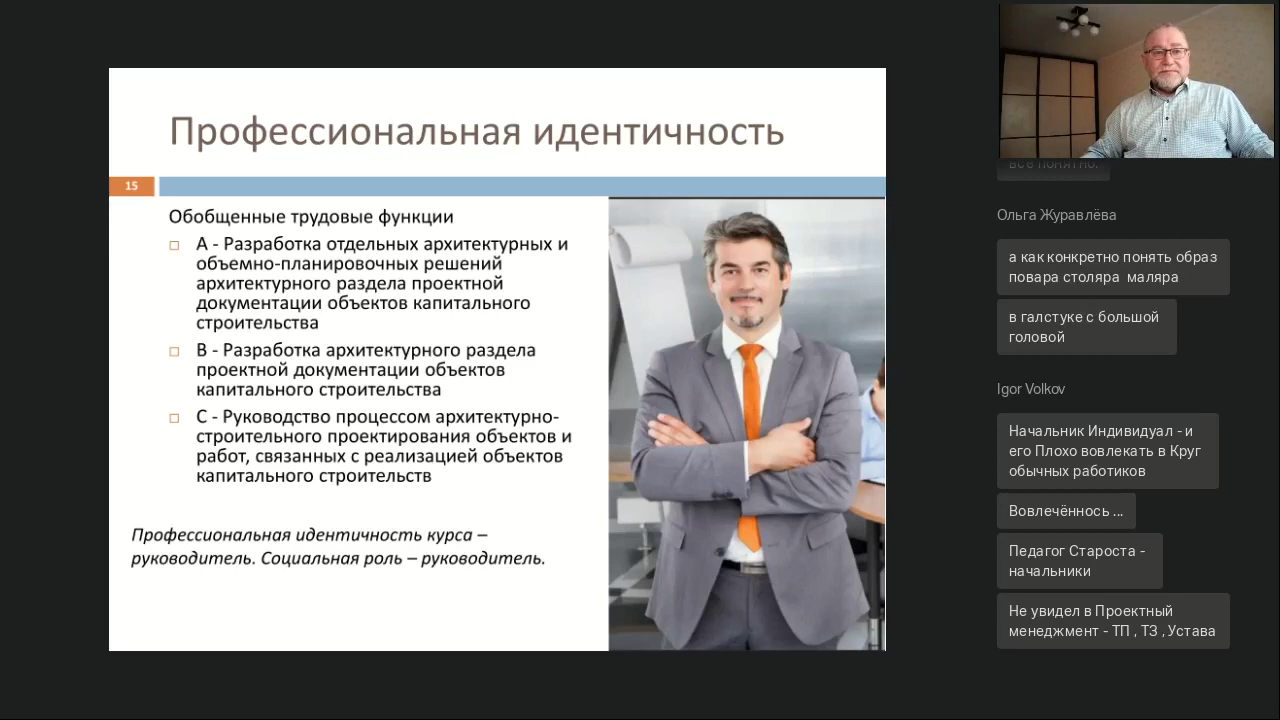 Профессиональная идентичность
15
Обобщенные трудовые функции
A - Разработка отдельных архитектурных и
объемно-планировочных решений
архитектурного раздела проектной
документации объектов капитального
строительства
B - Разработка архитектурного раздела
проектной документации объектов
капитального строительства
C - Руководство процессом архитектурно-
строительного проектирования объектов и
работ, связанных с реализацией объектов
капитального строительств
Профессиональная идентичность курса –
руководитель. Социальная роль – руководитель.
все понятно.
Ольга Журавлёва
а как конкретно понять образ
повара столяра маляра
в галстуке с большой
головой
Igor Volkov
Начальник Индивидуал - и
его Плохо вовлекать в Круг
обычных работиков
Вовлечённось ...
Педагог Староста -
начальники
Не увидел в Проектный
менеджмент - ТП , ТЗ , Устава